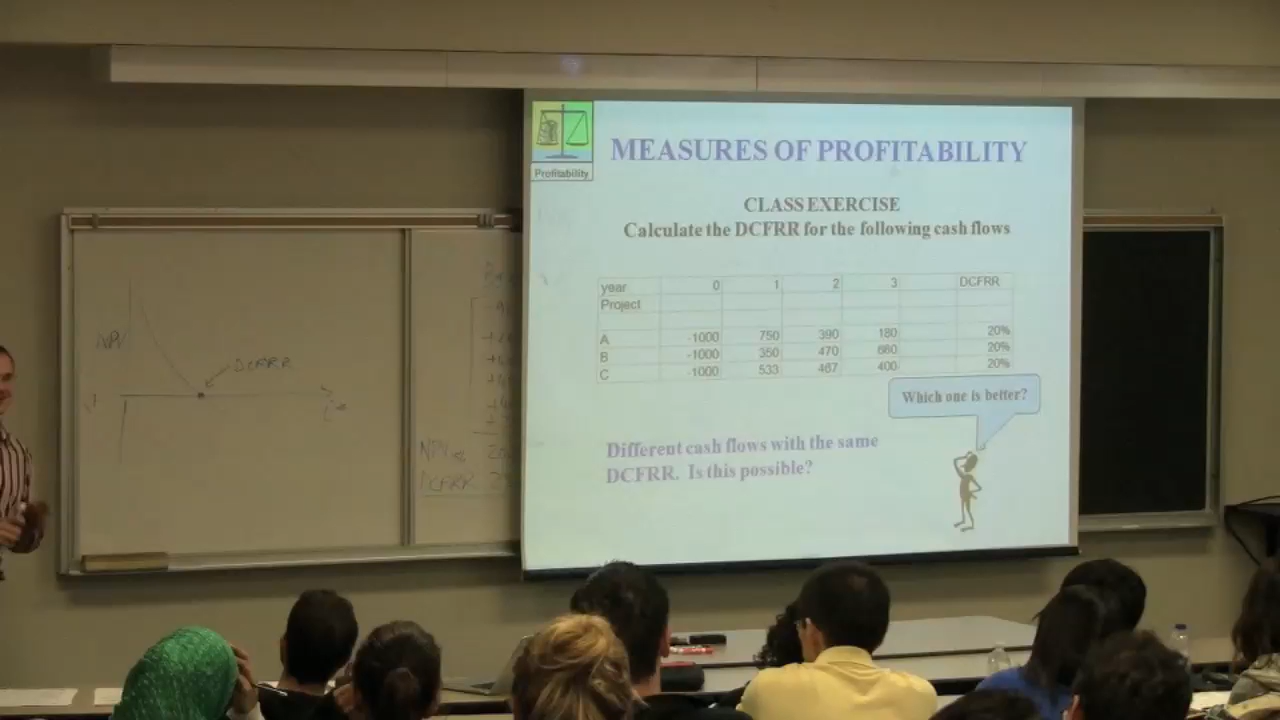 Profitability
MEASURES OF PROFITABILITY
CLASS EXERCISE
Calculate the DCFRR for the following cash flows
year 0 1 2 3 DCFRR
Project
A -1000 750 390 180 20%
B -1000 350 470 660 20%
C -1000 533 467 400 20%
Which one is better?
Different cash flows with the same
DCFRR. Is this possible?
NPV
DCFRR
NPV
DCFRR